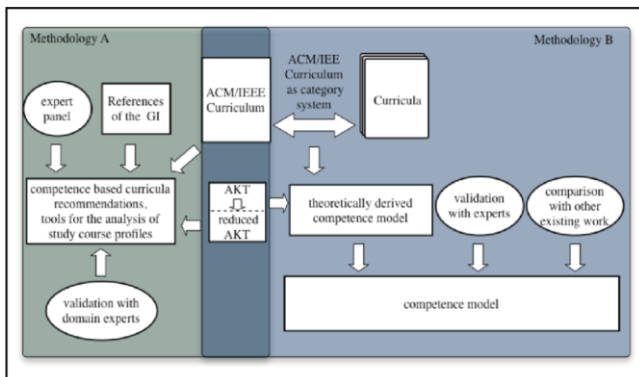 Methodology A
Methodology B
expert
panel
References
of the GI
ACM/IEEE
Curriculum
ACM/IEE
Curriculum
as category
system
Curricula
competence based curricula
recommendations,
tools for the analysis of
study course profiles
AKT
reduced
AKT
theoretically derived
competence model
validation
with experts
comparison
with other
existing work
validation with
domain experts
competence model